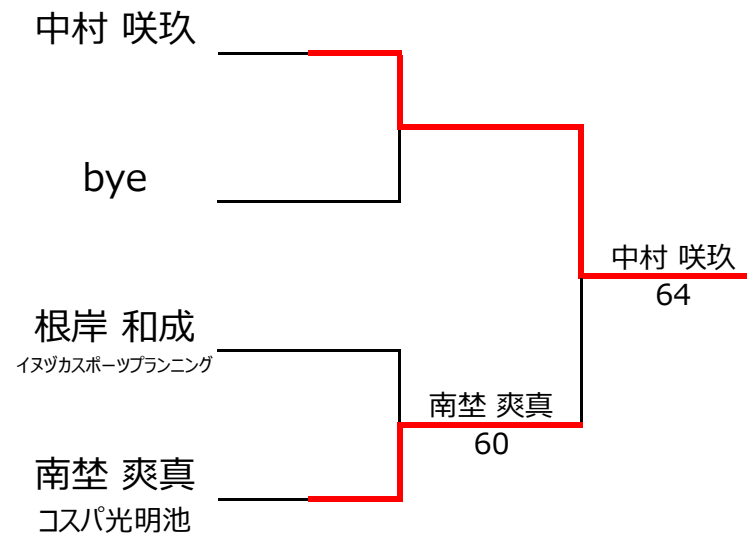 中村 咲玖
bye
中村 咲玖
64
根岸 和成
イヌヅカスポーツプランニング
南埜 爽真
60
南埜 爽真
コスパ光明池